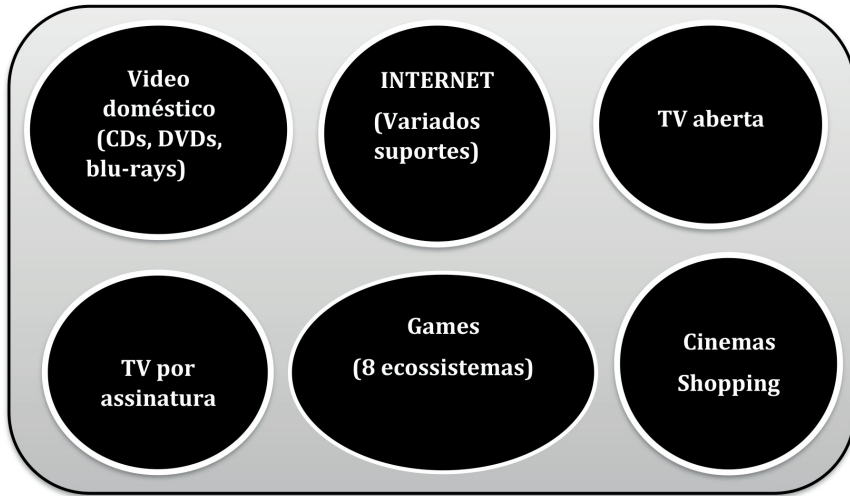 Video
doméstico
(CDs, DVDs,
blu-rays)
INTERNET
(Variados
suportes)
TV aberta
TV por
assinatura
Games
(8 ecossistemas)
Cinemas
Shopping